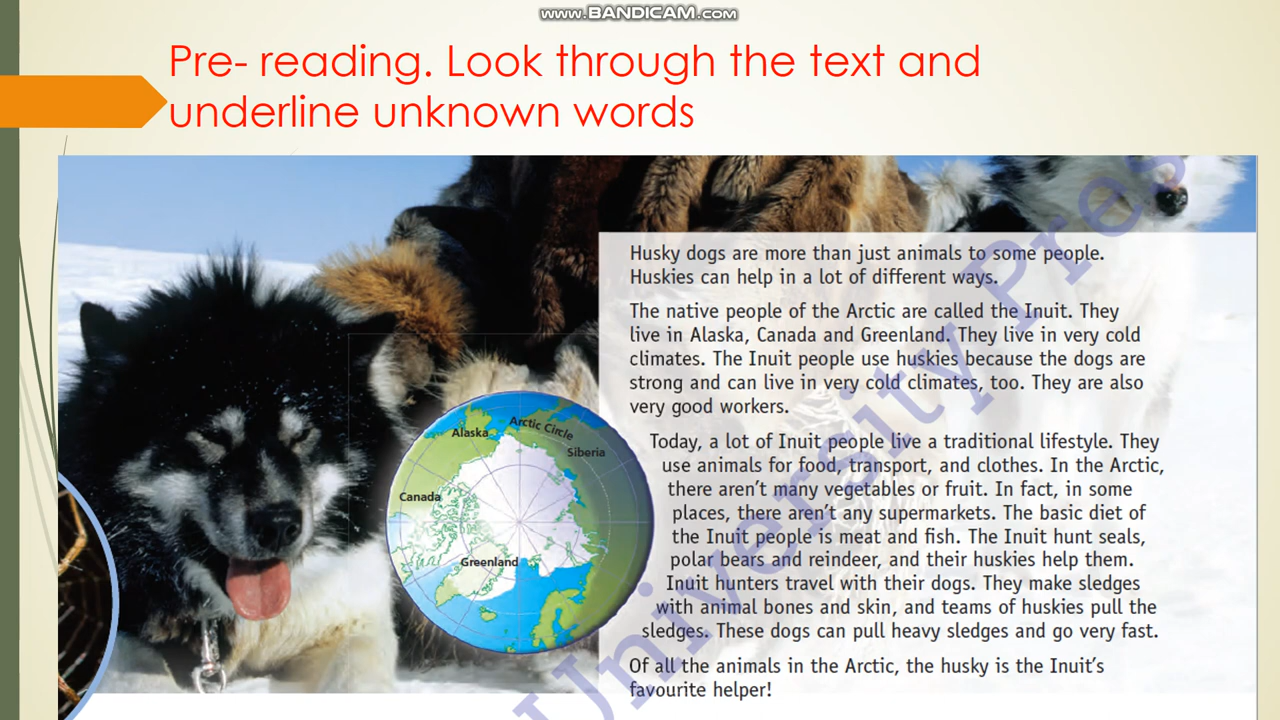 www.BANDICAM.com
Pre- reading. Look through the text and
underline unknown words
Husky dogs are more than just animals to some people.
Huskies can help in a lot of different ways.
The native people of the Arctic are called the Inuit. They
live in Alaska, Canada and Greenland. They live in very cold
climates. The Inuit people use huskies because the dogs are
strong and can live in very cold climates, too. They are also
very good workers.
Today, a lot of Inuit people live a traditional lifestyle. They
use animals for food, transport, and clothes. In the Arctic,
there aren't many vegetables or fruit. In fact, in some
places, there aren't any supermarkets. The basic diet of
the Inuit people is meat and fish. The Inuit hunt seals,
polar bears and reindeer, and their huskies help them.
Inuit hunters travel with their dogs. They make sledges
with animal bones and skin, and teams of huskies pull the
sledges. These dogs can pull heavy sledges and go very fast.
Of all the animals in the Arctic, the husky is the Inuit's
favourite helper!
Alaska
Arctic Circle
Siberia
Canada
Greenland
University Press